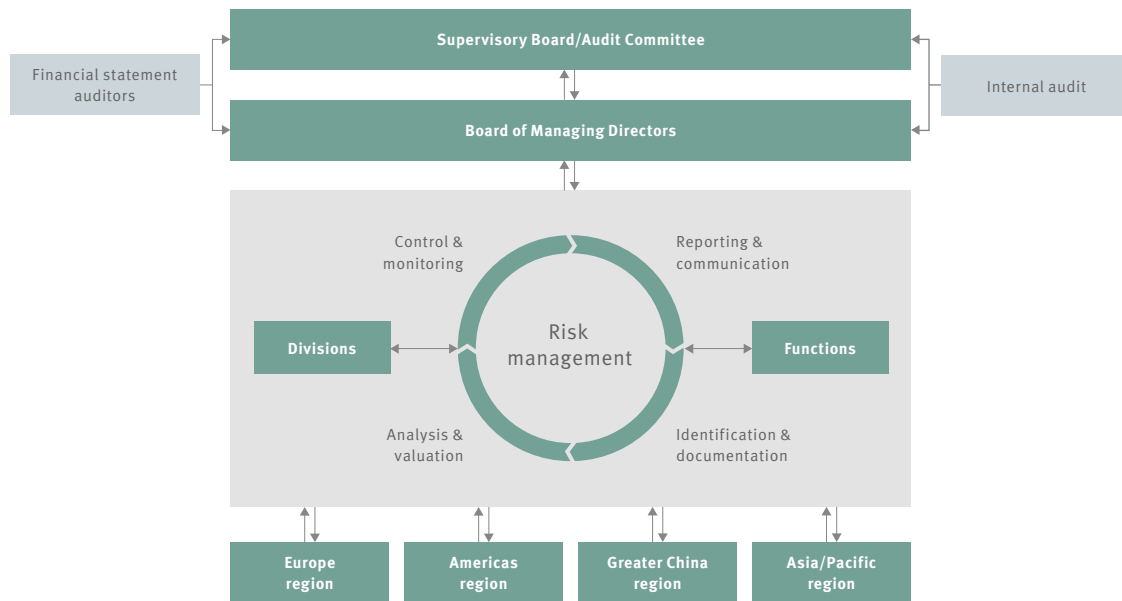 Supervisory Board/Audit Committee
Financial statement
auditors
Internal audit
Board of Managing Directors
Control &
monitoring
Reporting &
communication
Divisions
Risk
management
Functions
Analysis &
valuation
Identification &
documentation
Europe
region
Americas
region
Greater China
region
Asia/Pacific
region